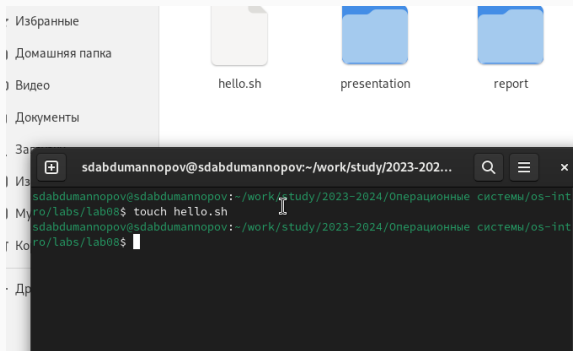 Избранные
Домашняя папка
Видео
Документы
hello.sh
presentation
report
sdabdumannopov@sdabdumannopov:~/work/study/2023-202...
sdabdumannopov@sdabdumannopov:~/work/study/2023-2024/Операционные системы/os-int
ro/labs/lab08$ touch hello.sh
sdabdumannopov@sdabdumannopov:~/work/study/2023-2024/Операционные системы/os-int
ro/labs/lab08$